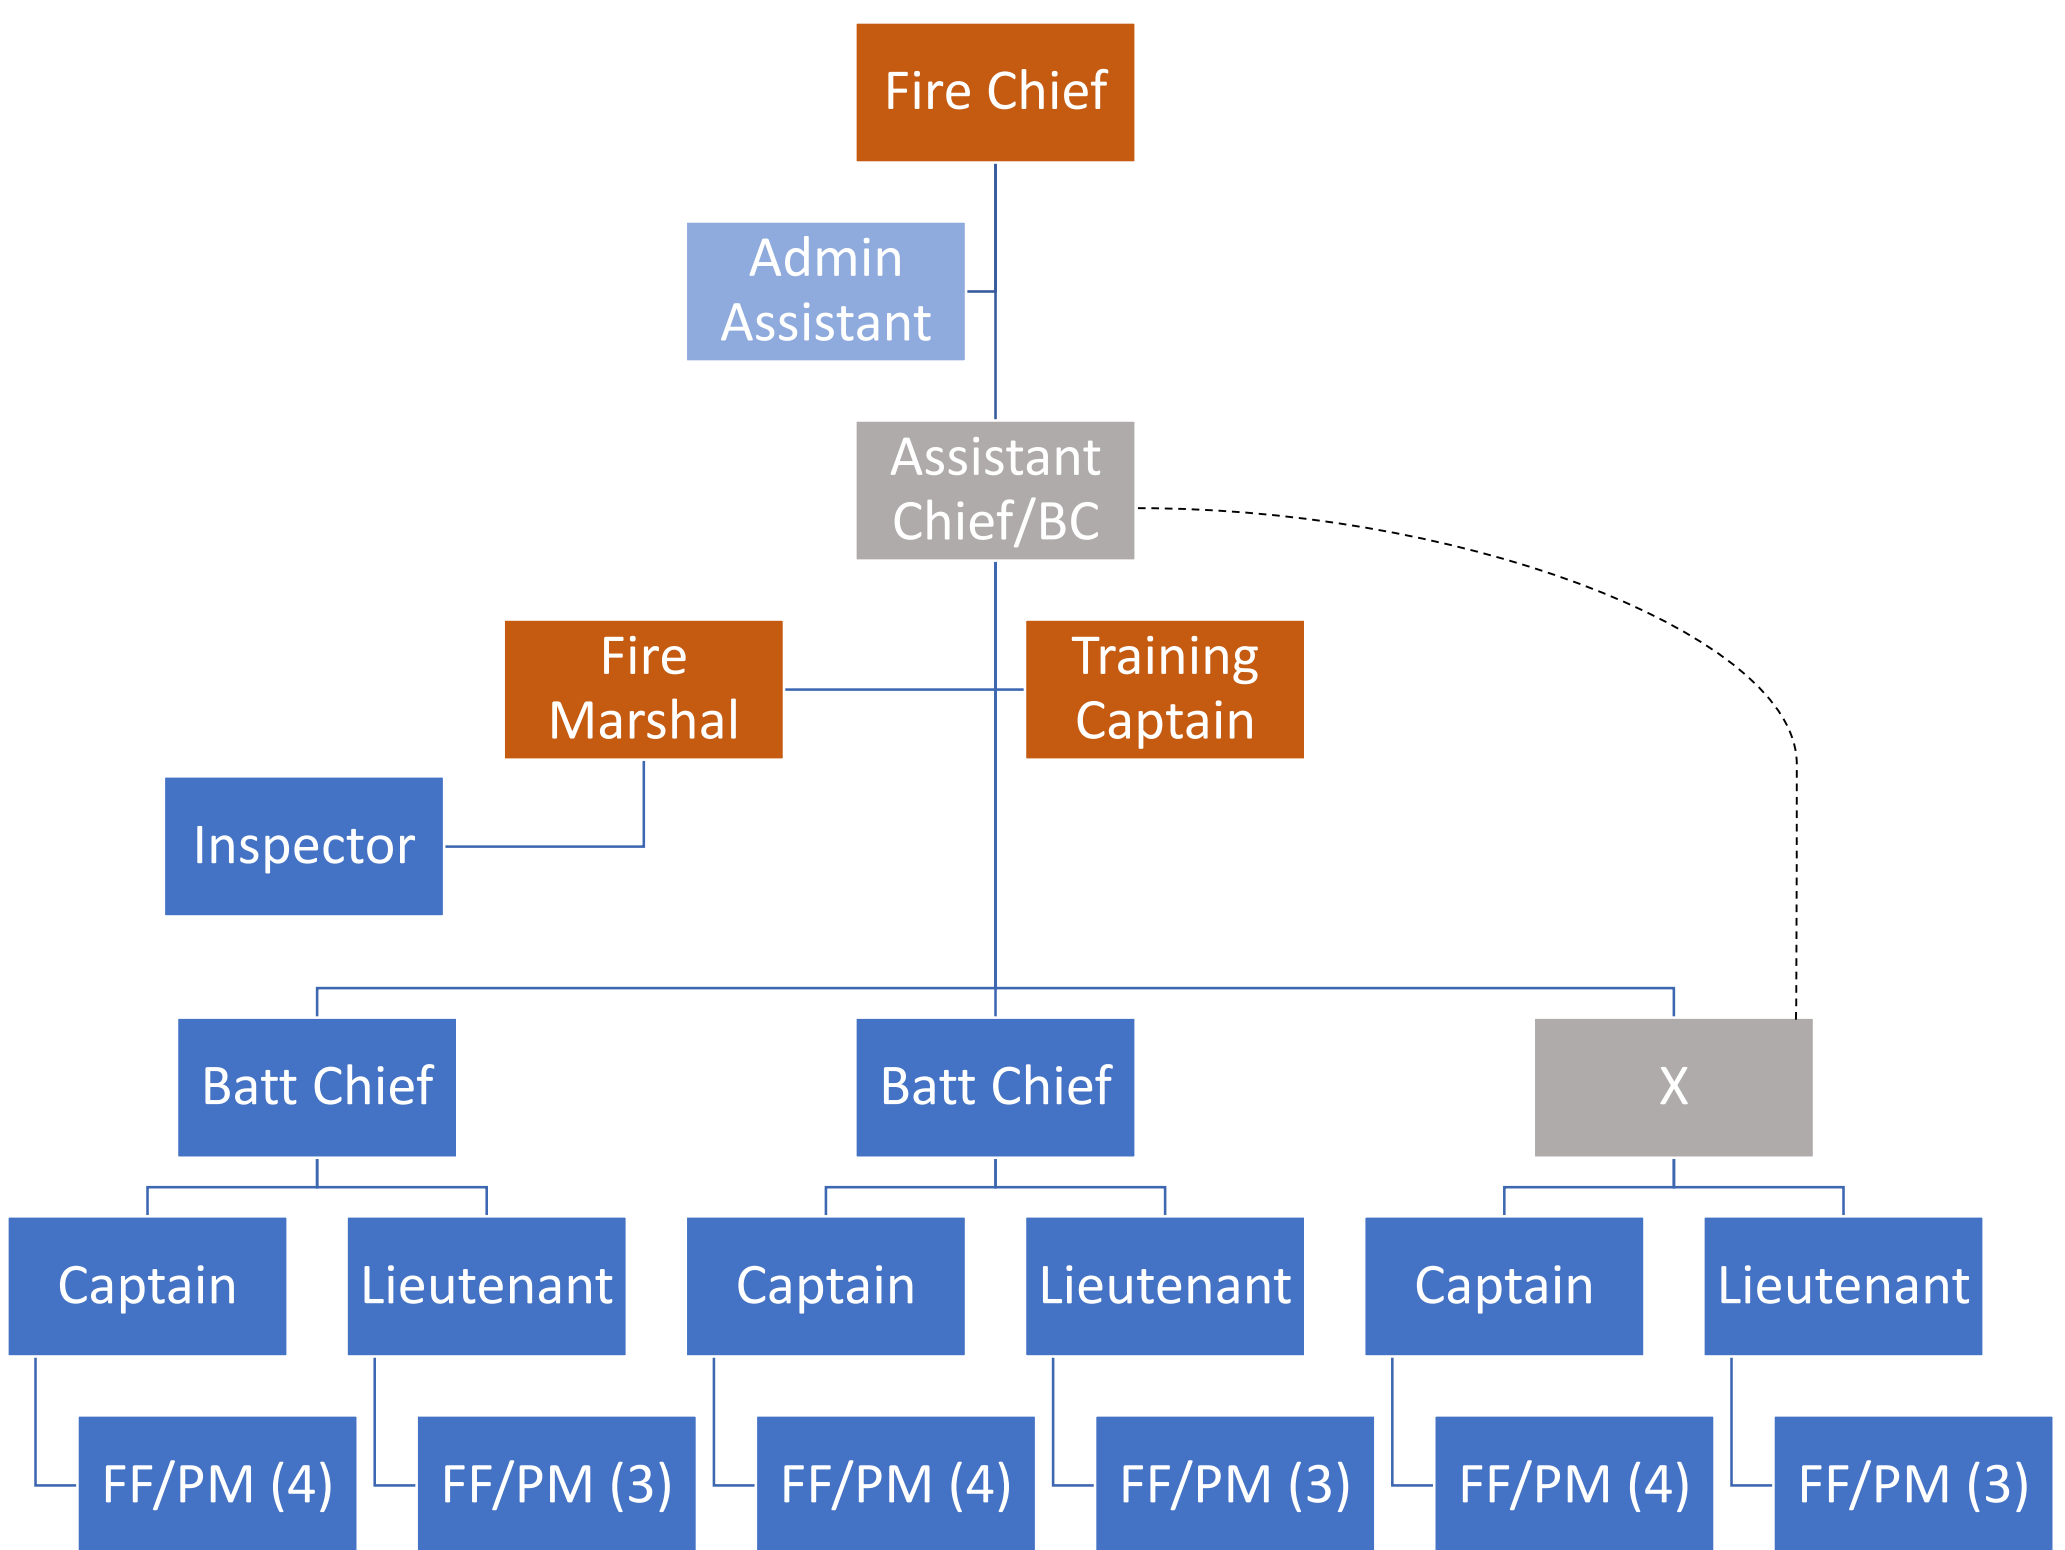 Fire Chief
Admin
Assistant
Assistant
Chief/BC
Fire
Marshal
Training
Captain
Inspector
Batt Chief
Batt Chief
X
Captain
Lieutenant
Captain
Lieutenant
Captain
Lieutenant
FF/PM (4)
FF/PM (3)
FF/PM (4)
FF/PM (3)
FF/PM (4)
FF/PM (3)